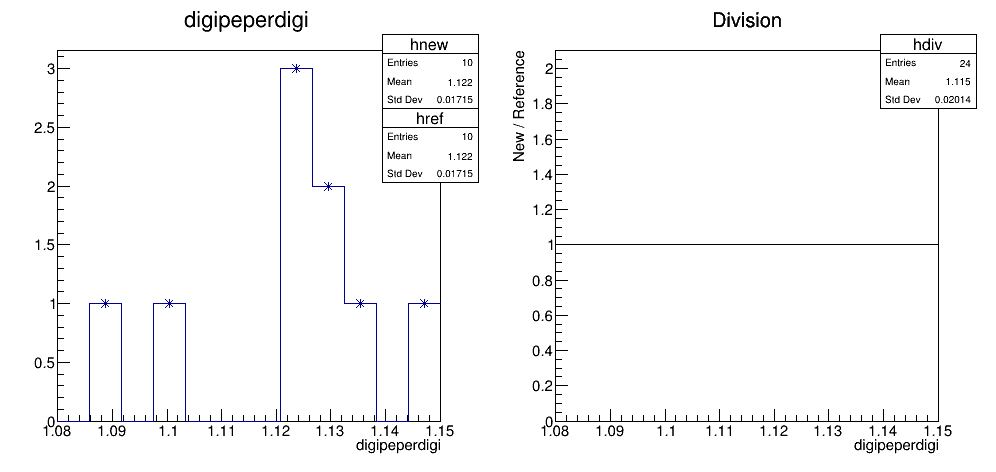 digipeperdigi
hnew
Entries 10
Mean 1.122
Std Dev 0.01715
href
Entries 10
Mean 1.122
Std Dev 0.01715
3
2.5
2
1.5
1
0.5
0
1.08 1.09 1.1 1.11 1.12 1.13 1.14 1.15
digipeperdigi
Division
hdiv
Entries 24
Mean 1.115
Std Dev 0.02014
New / Reference
2
1.8
1.6
1.4
1.2
1
0.8
0.6
0.4
0.2
0
1.08 1.09 1.1 1.11 1.12 1.13 1.14 1.15
digipeperdigi